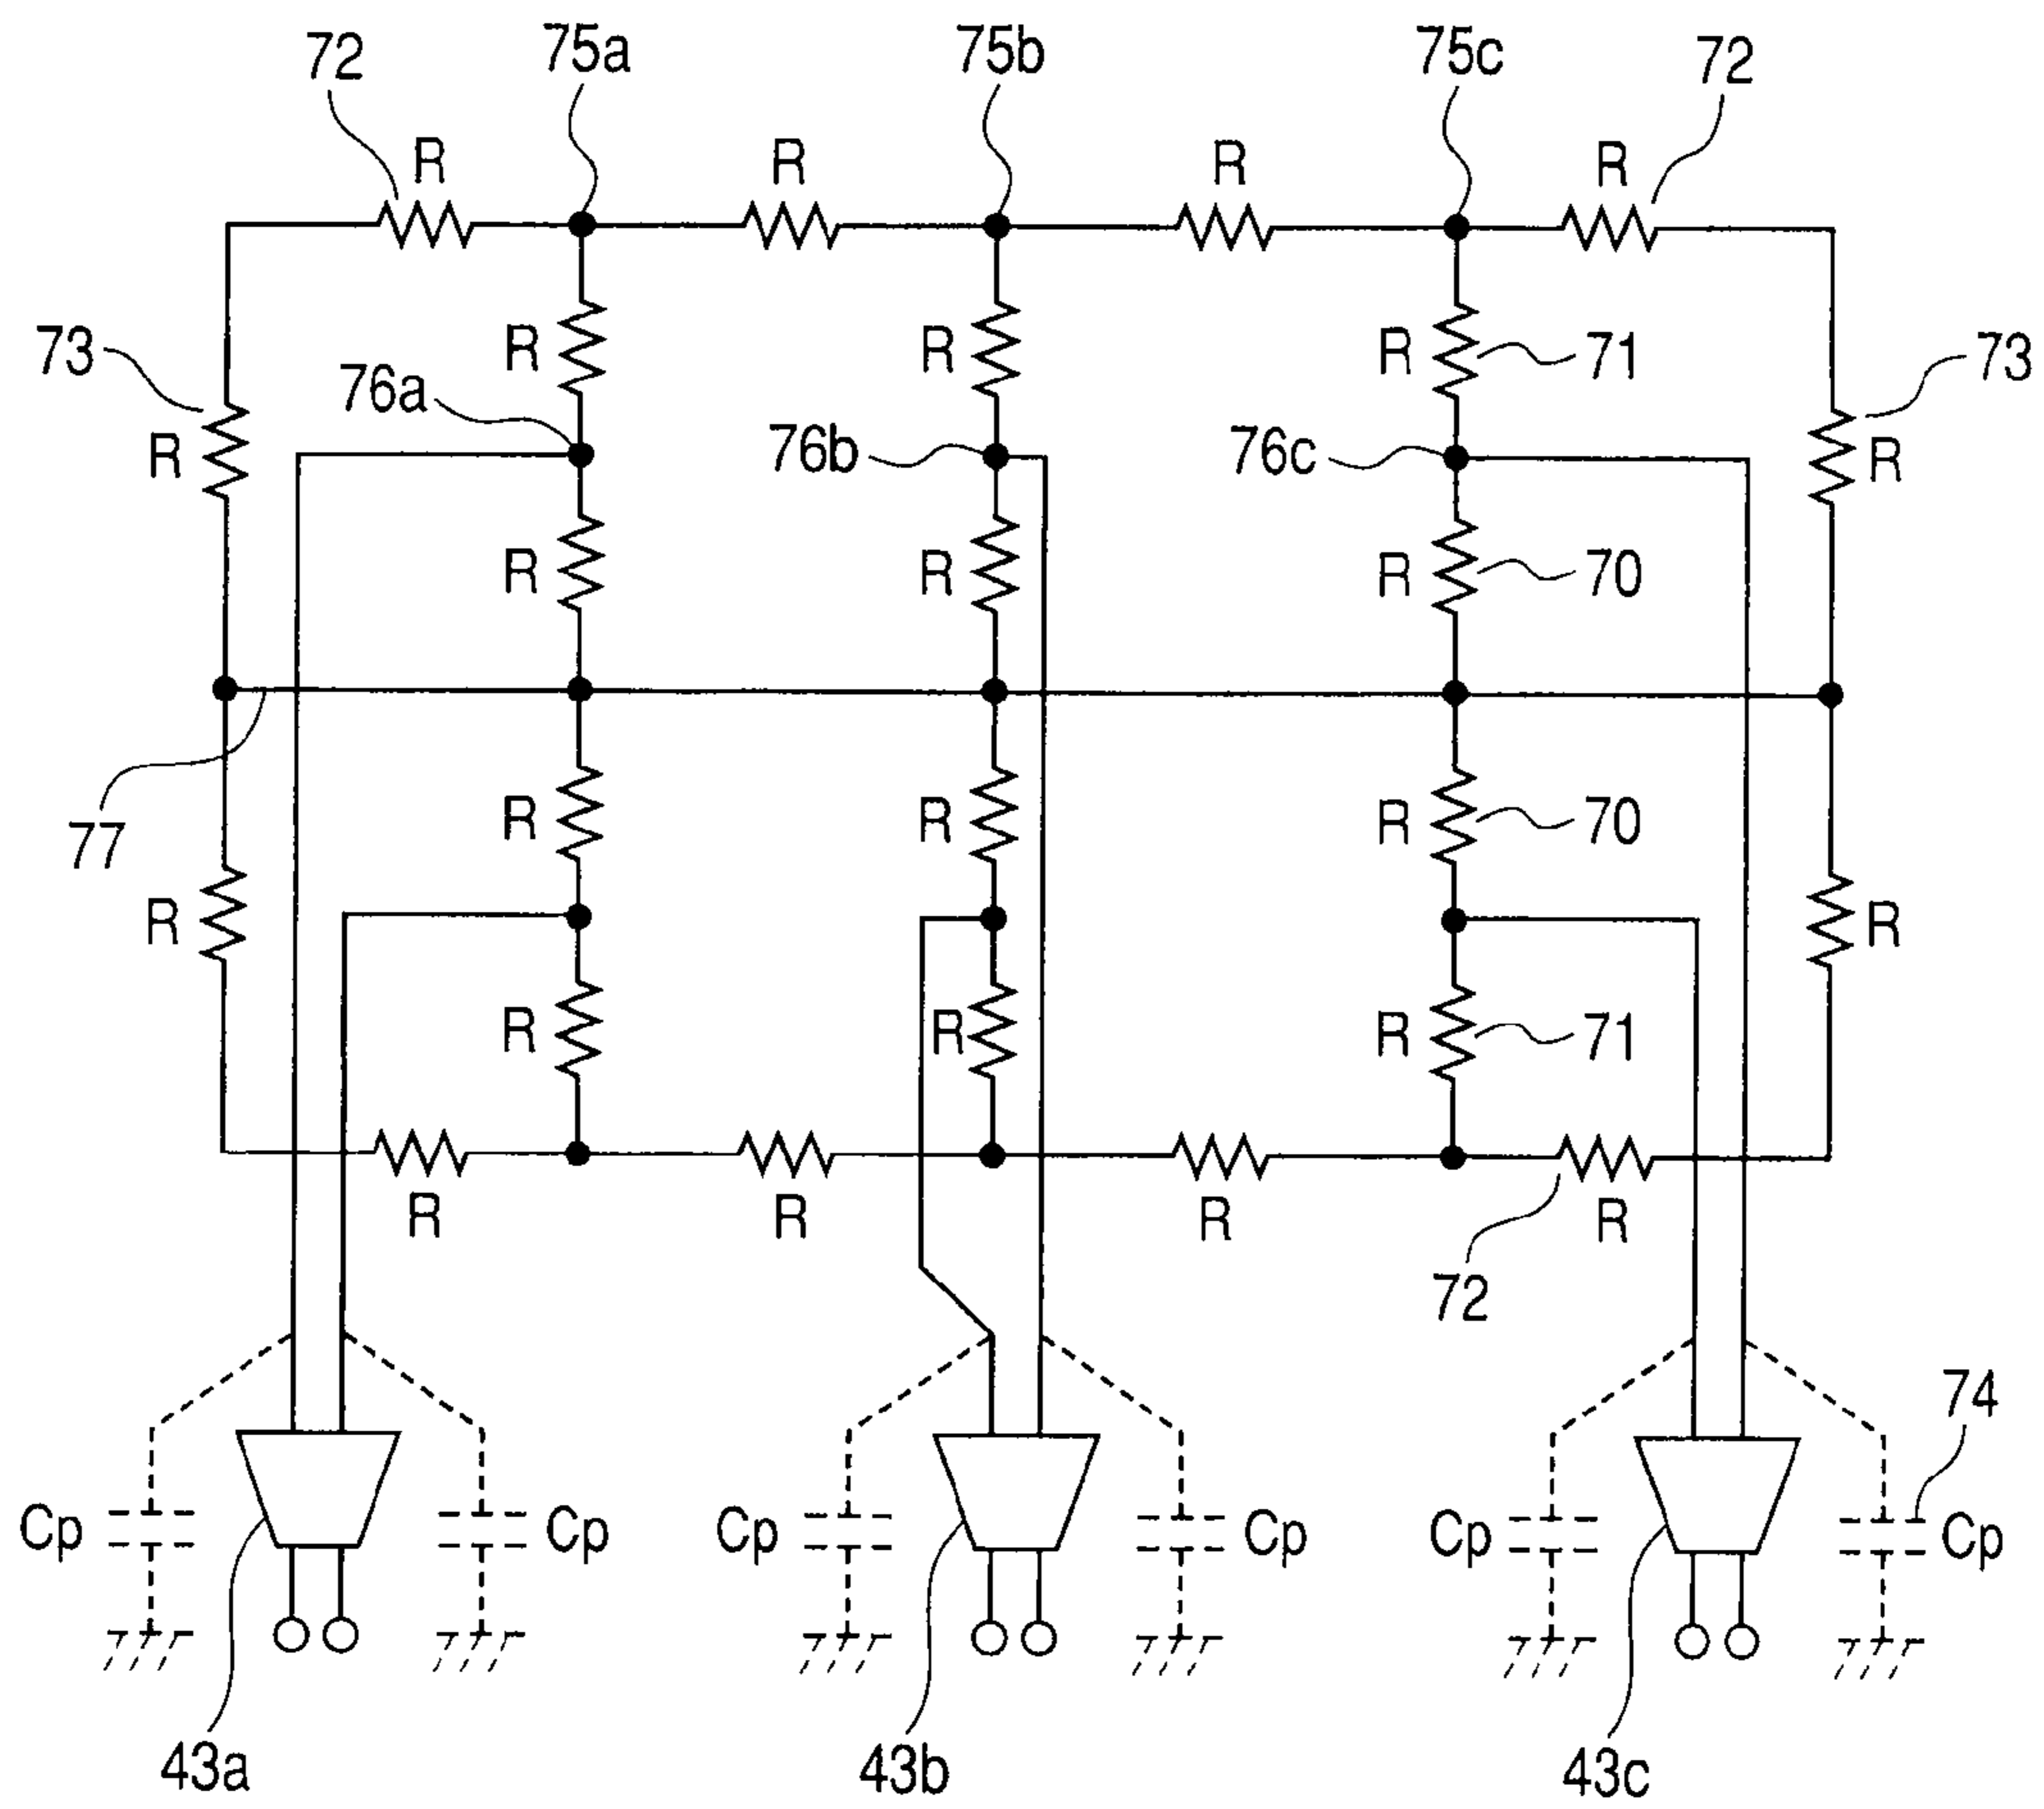 72 75a 75b 75c 72
R R R R
73 R R R 71 73
76a 76b 76c
R R
R R R 70
77 R R R 70
R R
R R R 71
R R R R
72
74
Cp Cp Cp Cp Cp Cp
43a 43b 43c